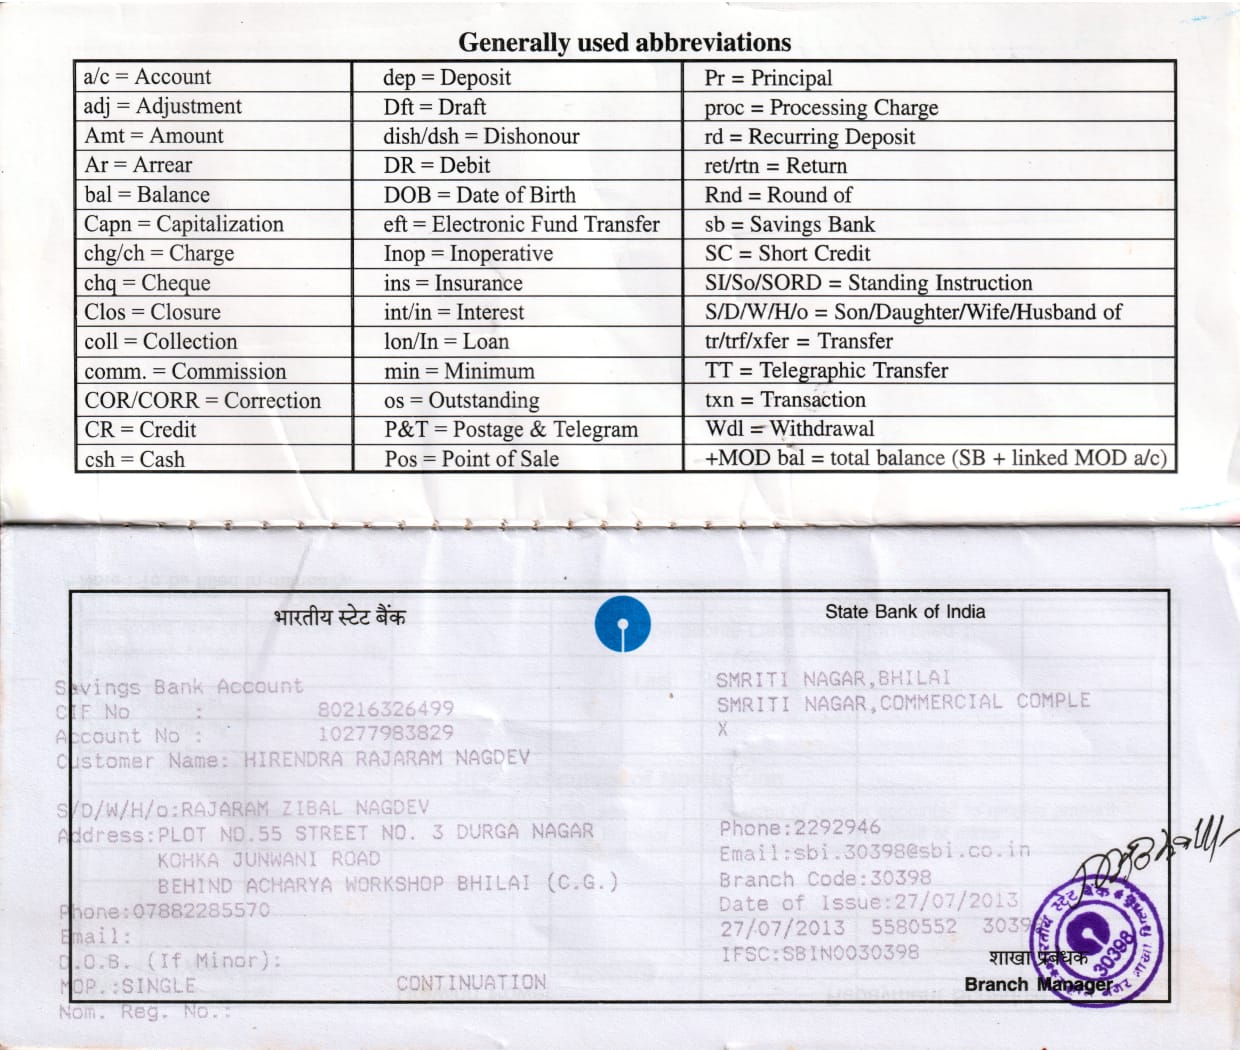 Generally used abbreviations
a/c = Account
adj = Adjustment
Amt = Amount
Ar = Arrear
bal = Balance
Capn = Capitalization
chg/ch = Charge
chq = Cheque
Clos = Closure
coll = Collection
comm. = Commission
COR/CORR = Correction
CR = Credit
csh = Cash
dep = Deposit
Dft = Draft
dish/dsh = Dishonour
DR = Debit
DOB = Date of Birth
eft = Electronic Fund Transfer
Inop = Inoperative
ins = Insurance
int/in = Interest
lon/In = Loan
min = Minimum
os = Outstanding
P&T = Postage & Telegram
Pos = Point of Sale
Pr = Principal
proc = Processing Charge
rd = Recurring Deposit
ret/rtn = Return
Rnd = Round of
sb = Savings Bank
SC = Short Credit
SI/So/SORD = Standing Instruction
S/D/W/H/o = Son/Daughter/Wife/Husband of
tr/trf/xfer = Transfer
TT = Telegraphic Transfer
txn = Transaction
Wdl = Withdrawal
+MOD bal = total balance (SB + linked MOD a/c)
भारतीय स्टेट बैंक
State Bank of India
Savings Bank Account
CIF No : 80216326499
Account No : 10277983829
Customer Name: HIRENDRA RAJARAM NAGDEV
S/D/W/H/o:RAJARAM ZIBAL NAGDEV
Address:PLOT NO.55 STREET NO. 3 DURGA NAGAR
KOHKA JUNWANI ROAD
BEHIND ACHARYA WORKSHOP BHILAI (C.G.)
Phone:07882285570
Email:
D.O.B. (If Minor):
MOP.:SINGLE CONTINUATION
Nom. Reg. No.:
SMRITI NAGAR,BHILAI
SMRITI NAGAR,COMMERCIAL COMPLE
X
Phone:2292946
Email:sbi.30398@sbi.co.in
Branch Code:30398
Date of Issue:27/07/2013
27/07/2013 5580552 30398
IFSC:SBIN0030398
शाखा प्रबंधक
Branch Manager
भारतीय स्टेट बैंक
30398